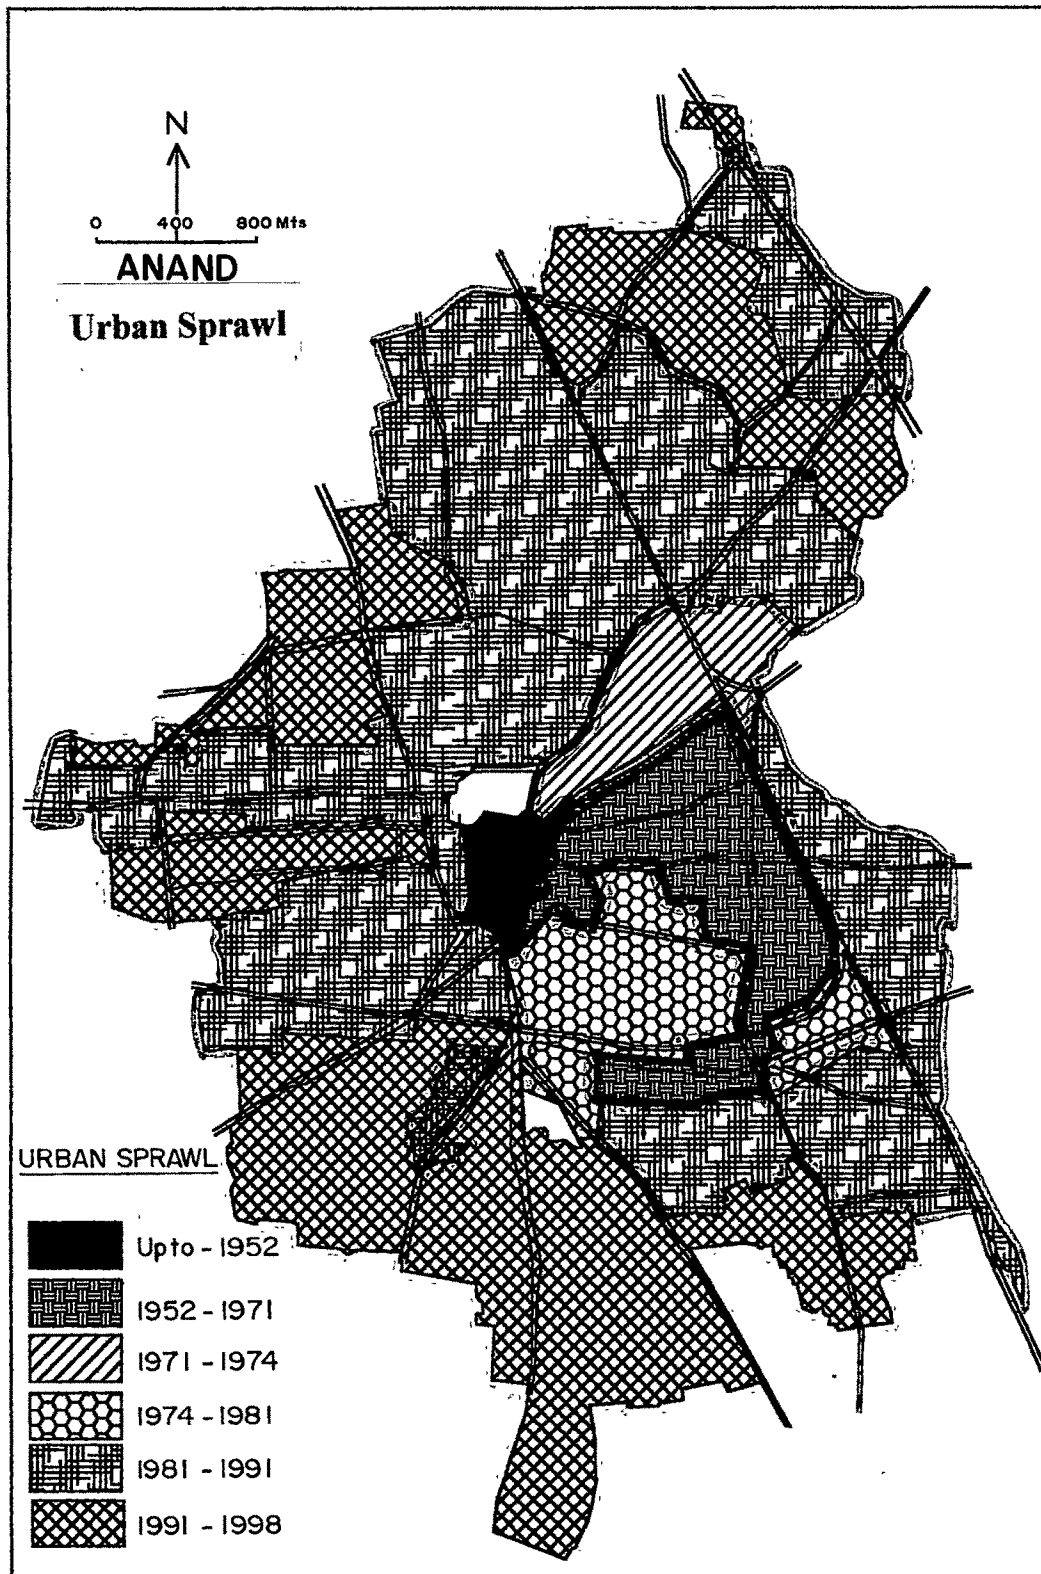 N
0 400 800 Mts
ANAND
Urban Sprawl
URBAN SPRAWL
Upto - 1952
1952 - 1971
1971 - 1974
1974 - 1981
1981 - 1991
1991 - 1998